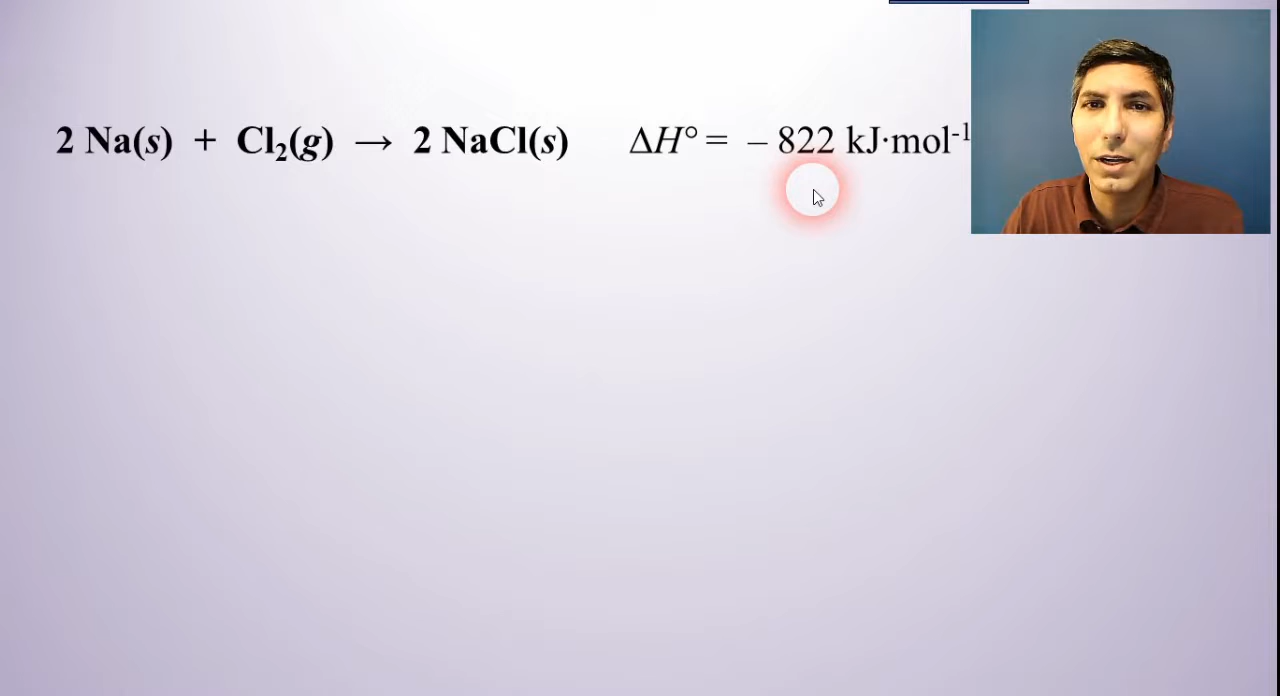 2 Na(s) + Cl₂(g) → 2 NaCl(s) ΔH° = – 822 kJ·mol⁻¹